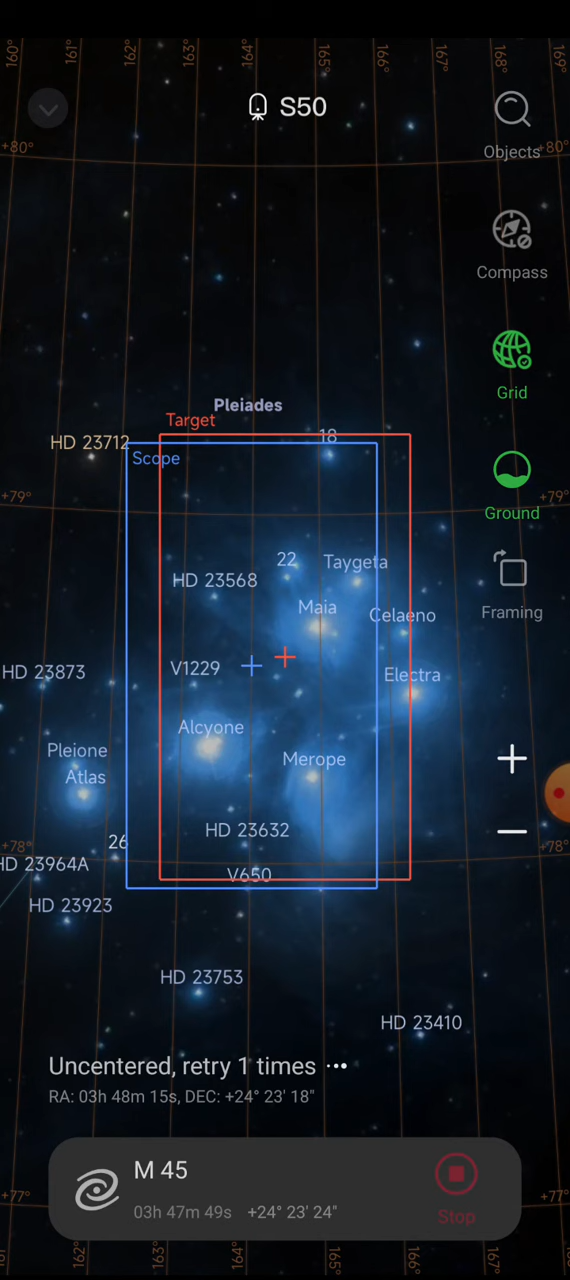 160° 161° 162° 163° 164° 165° 166° 167° 168° 169°
S50
+80° +80°
Objects
Compass
Grid
Pleiades
Target
18
HD 23712
Scope
+79° +79°
Ground
22
Taygeta
HD 23568
Maia
Celaeno
Framing
V1229
HD 23873
Electra
Alcyone
Pleione
Merope
Atlas
HD 23632
26
+78°
HD 23964A
V650
HD 23923
HD 23753
HD 23410
Uncentered, retry 1 times •••
RA: 03h 48m 15s, DEC: +24° 23' 18"
M 45
03h 47m 49s +24° 23' 24"
Stop
+77° +77°
162° 163° 164° 165° 166° 167°